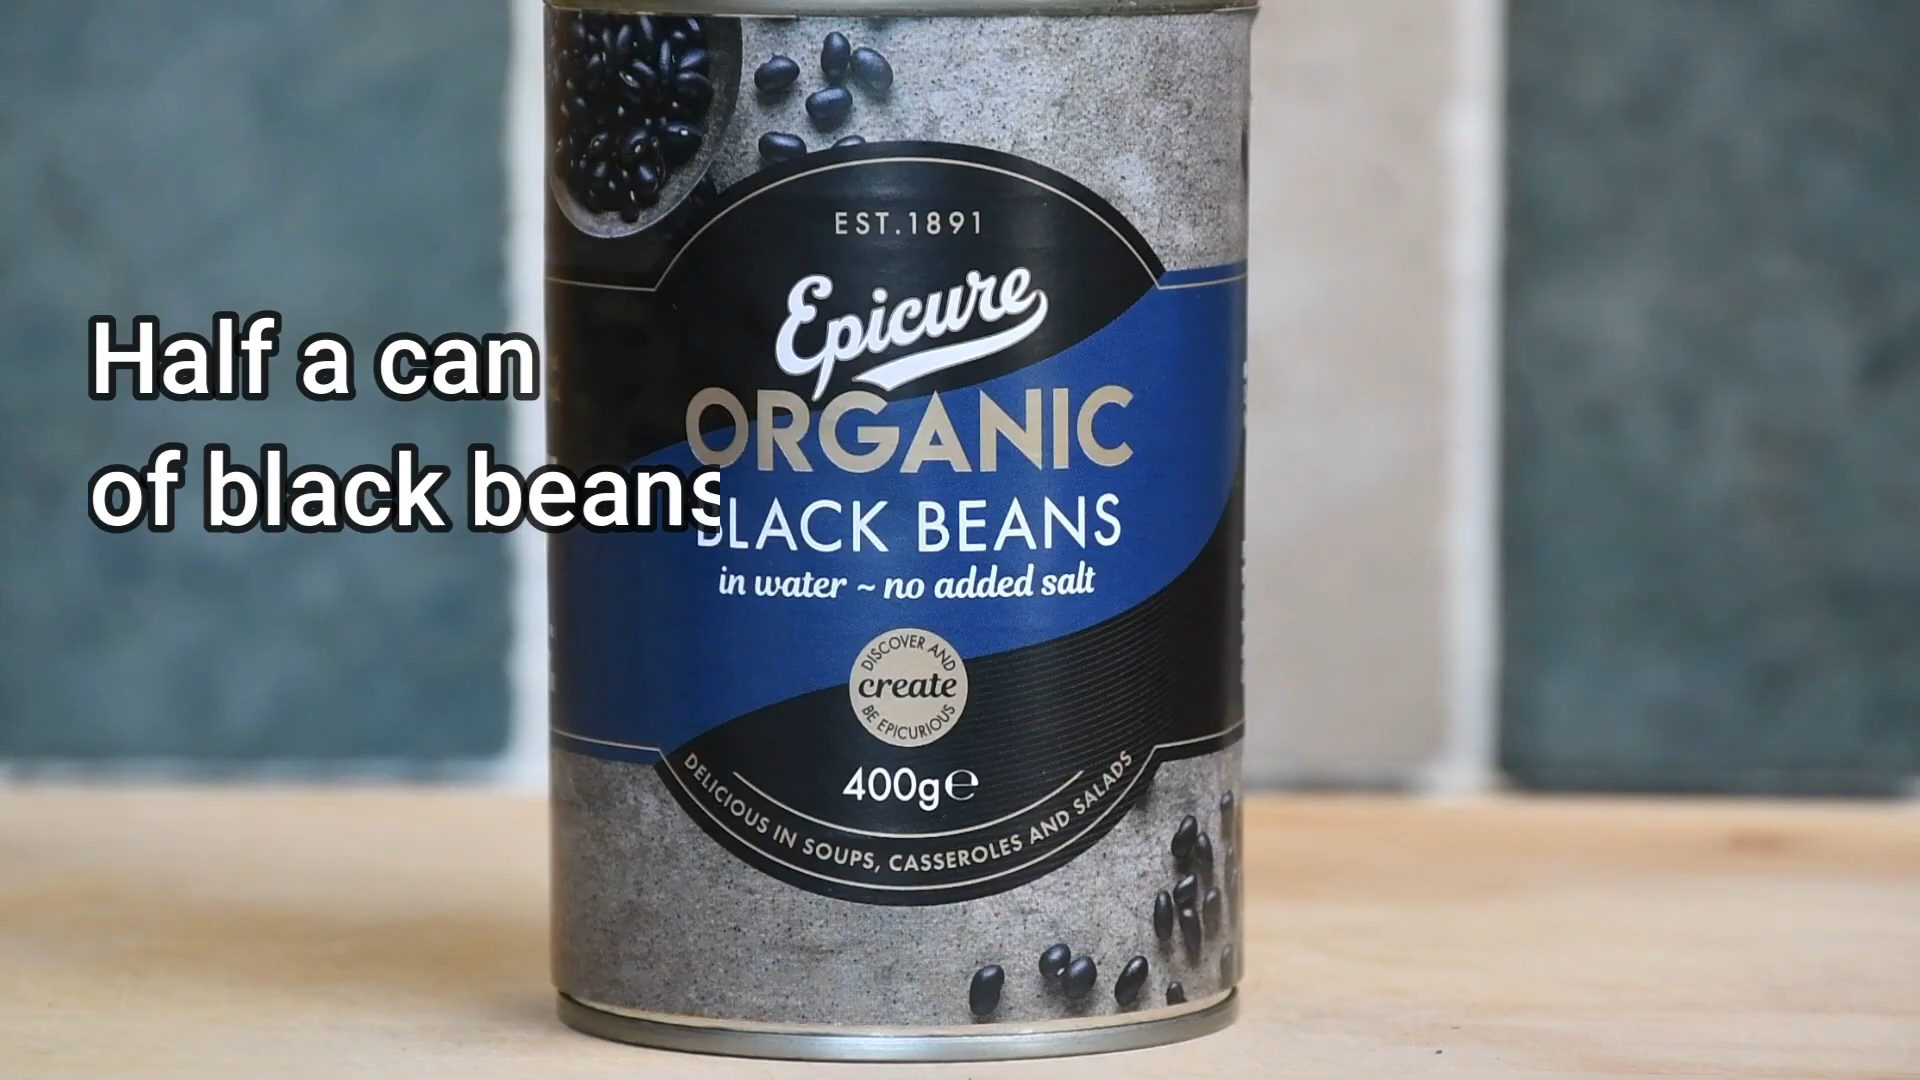 Half a can
of black beans
EST.1891
Epicure
ORGANIC
BLACK BEANS
in water ~ no added salt
DISCOVER AND
create
BE EPICURIOUS
400g℮
DELICIOUS IN SOUPS, CASSEROLES AND SALADS